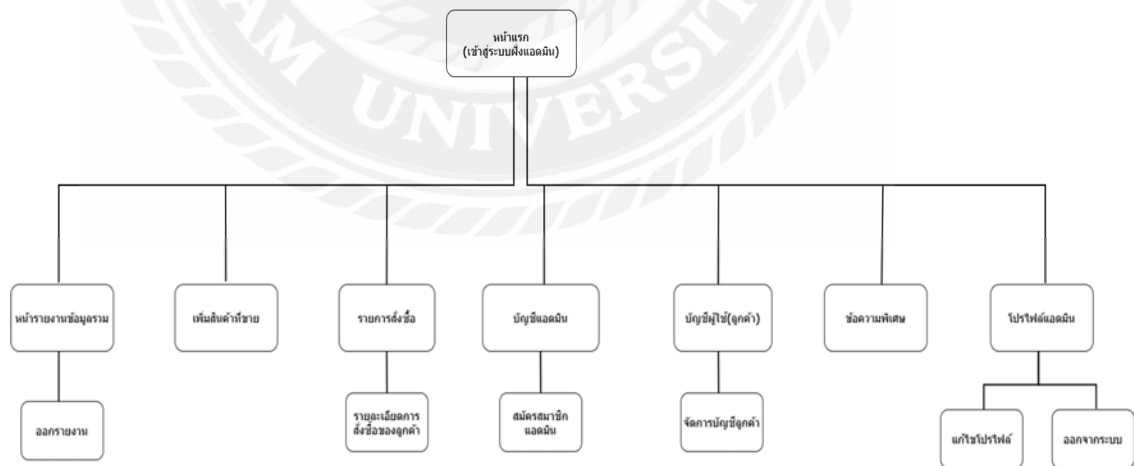 AM UNIVERS
หน้าแรก
(เข้าสู่ระบบฝั่งแอดมิน)
หน้ารายงานข้อมูลรวม
เพิ่มสินค้าที่ขาย
รายการสั่งซื้อ
บัญชีแอดมิน
บัญชีผู้ใช้(ลูกค้า)
ข้อความพิเศษ
โปรไฟล์แอดมิน
ออกรายงาน
รายละเอียดการ
สั่งซื้อของลูกค้า
สมัครสมาชิก
แอดมิน
จัดการบัญชีลูกค้า
แก้ไขโปรไฟล์
ออกจากระบบ